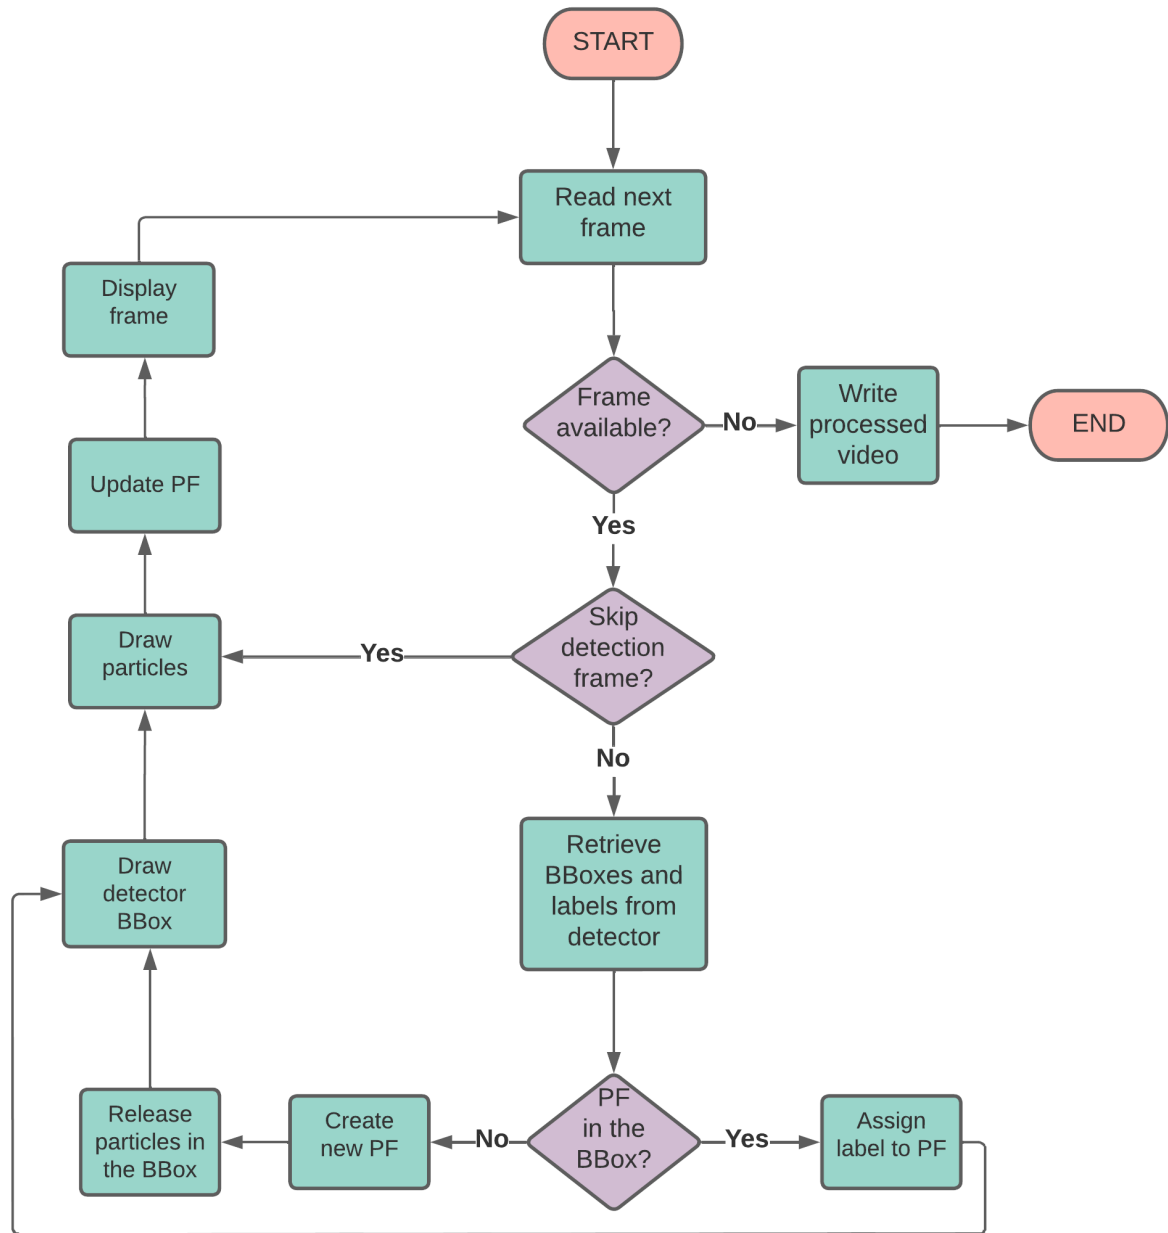 START
Read next
frame
Display
frame
Frame
available?
No
Write
processed
video
END
Yes
Update PF
Skip
detection
frame?
Yes
Draw
particles
No
Retrieve
BBoxes and
labels from
detector
Draw
detector
BBox
PF
in the
BBox?
No
Yes
Create
new PF
Release
particles in
the BBox
Assign
label to PF